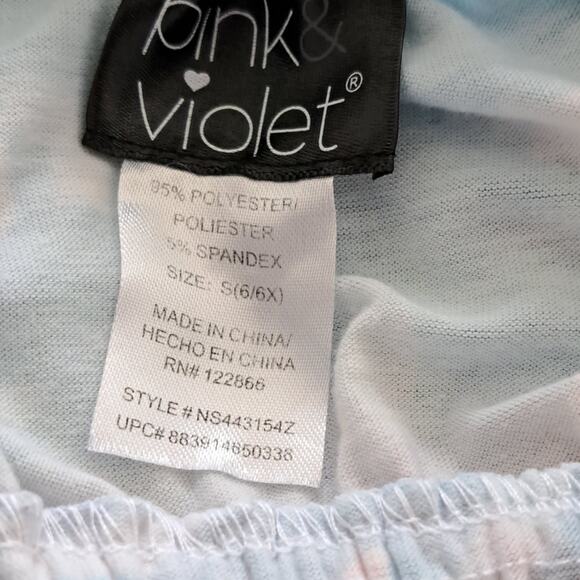 pink &
violet®
95% POLYESTER/
POLIESTER
5% SPANDEX
SIZE: S(6/6X)
MADE IN CHINA/
HECHO EN CHINA
RN# 122866
STYLE # NS443154Z
UPC# 883914650338